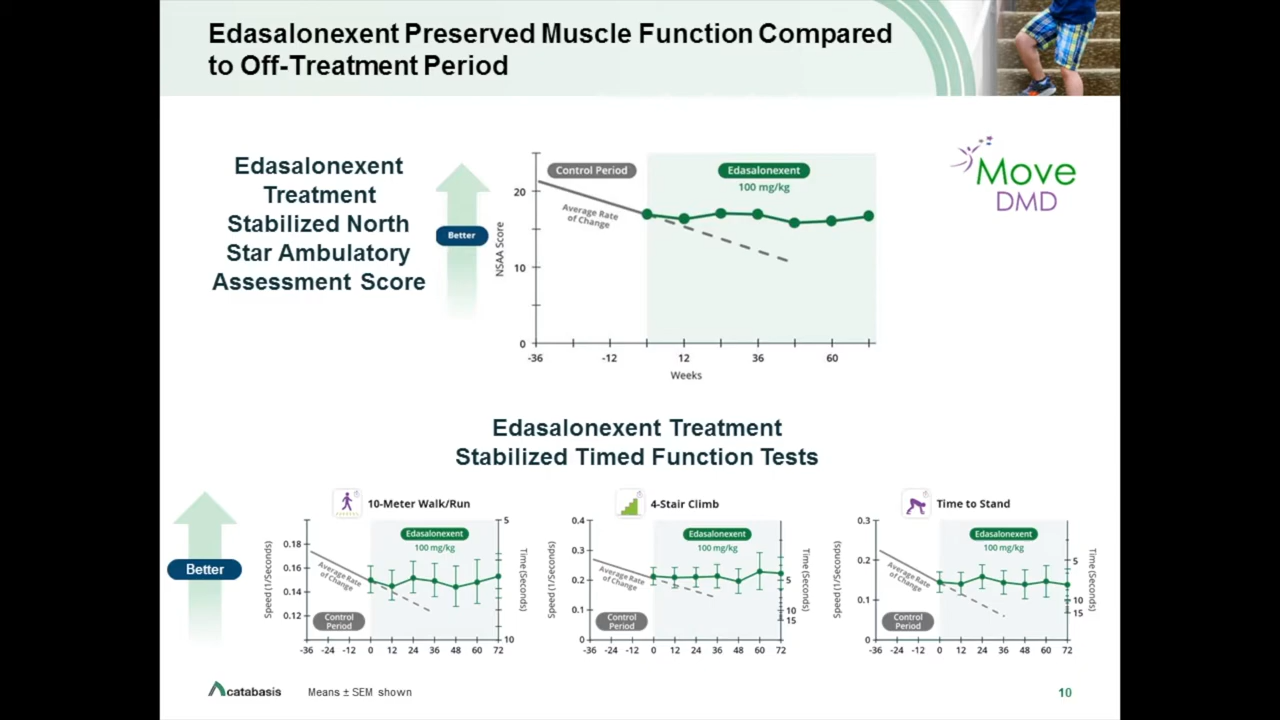 Edasalonexent Preserved Muscle Function Compared
to Off-Treatment Period
Edasalonexent
Treatment
Stabilized North
Star Ambulatory
Assessment Score
Better
NSAA Score
20
10
0
Control Period
Average Rate
of Change
Edasalonexent
100 mg/kg
-36
-12
12
36
60
Weeks
Move
DMD
Edasalonexent Treatment
Stabilized Timed Function Tests
Better
10-Meter Walk/Run
Speed (1/Seconds)
0.18
0.16
0.14
0.12
Average Rate
of Change
Control
Period
Edasalonexent
100 mg/kg
5
10
Time (Seconds)
-36 -24 -12 0 12 24 36 48 60 72
4-Stair Climb
Speed (1/Seconds)
0.4
0.3
0.2
0.1
0
Average Rate
of Change
Control
Period
Edasalonexent
100 mg/kg
5
10
15
Time (Seconds)
-36 -24 -12 0 12 24 36 48 60 72
Time to Stand
Speed (1/Seconds)
0.3
0.2
0.1
0
Average Rate
of Change
Control
Period
Edasalonexent
100 mg/kg
5
10
15
Time (Seconds)
-36 -24 -12 0 12 24 36 48 60 72
catabasis
Means ± SEM shown
10